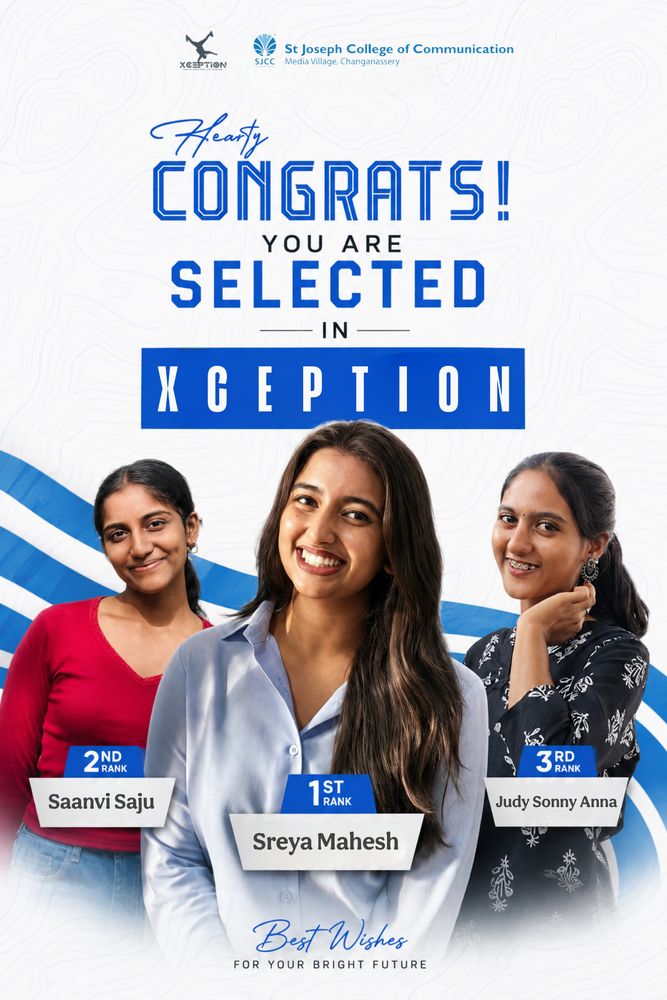 XCEPTION
SJCC
St Joseph College of Communication
Media Village, Changanassery
Hearty
CONGRATS!
YOU ARE
SELECTED
IN
XCEPTION
2ND
RANK
Saanvi Saju
1ST
RANK
Sreya Mahesh
3RD
RANK
Judy Sonny Anna
Best Wishes
FOR YOUR BRIGHT FUTURE